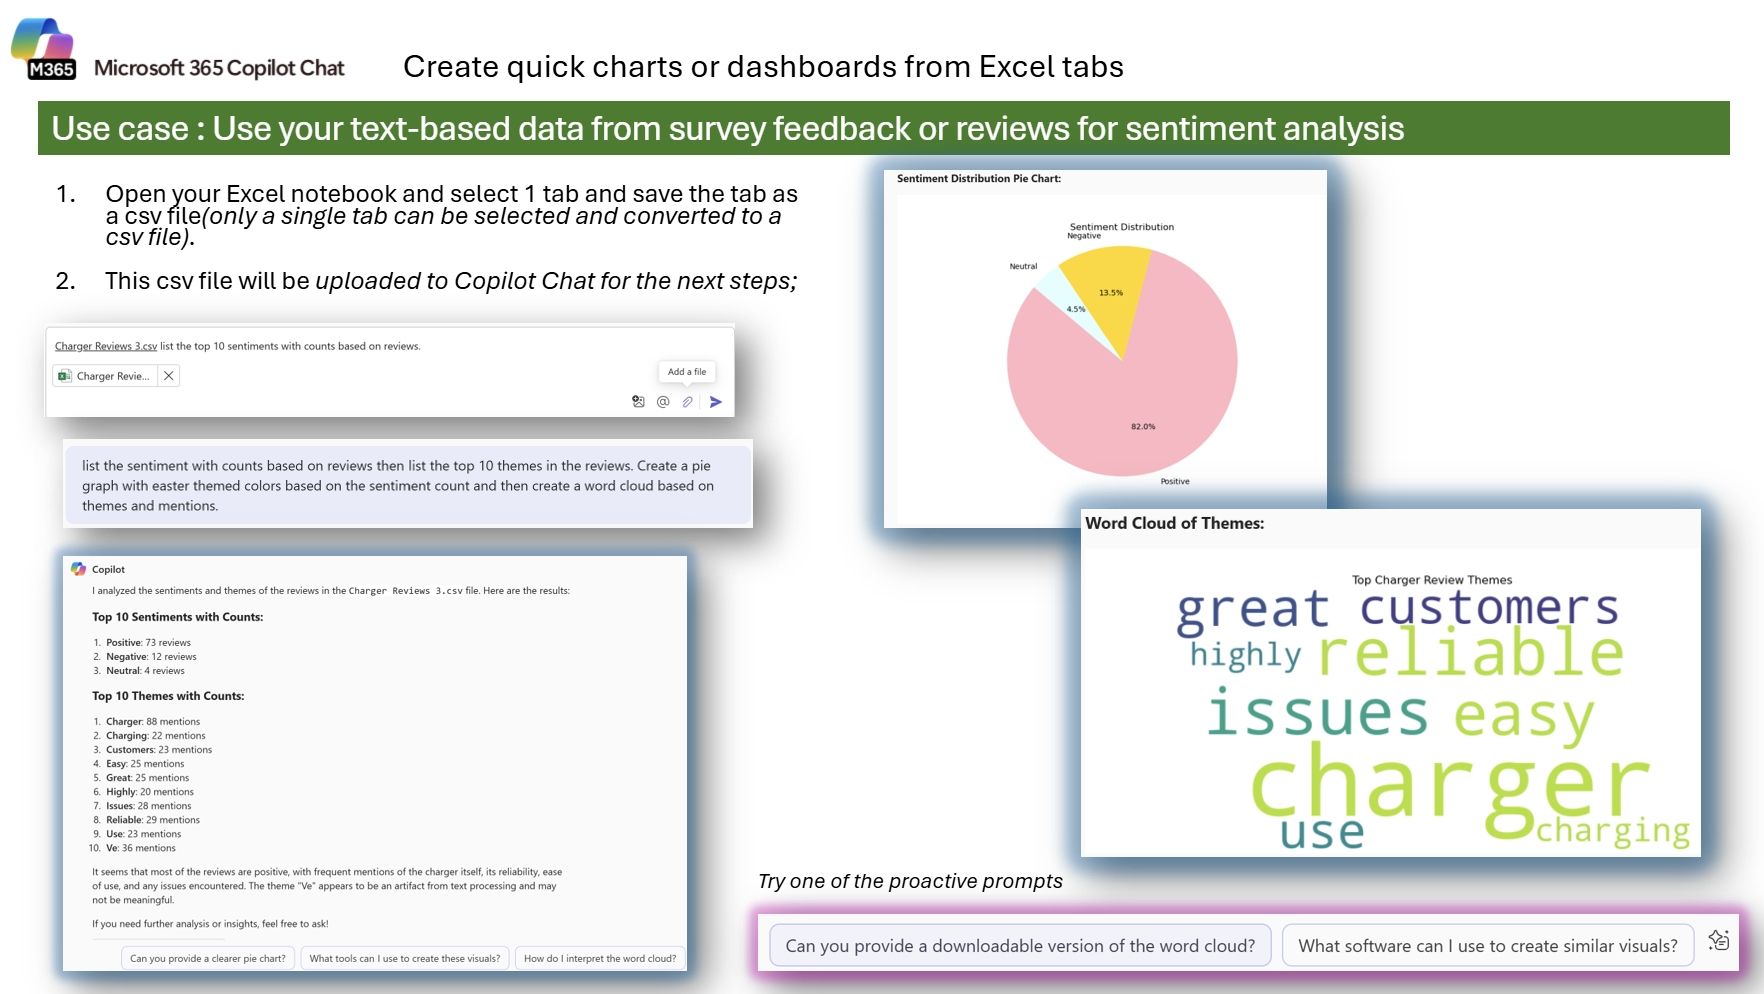 M365
Microsoft 365 Copilot Chat
Create quick charts or dashboards from Excel tabs
Use case : Use your text-based data from survey feedback or reviews for sentiment analysis
1. Open your Excel notebook and select 1 tab and save the tab as
a csv file(only a single tab can be selected and converted to a
csv file).
2. This csv file will be uploaded to Copilot Chat for the next steps;
Charger Reviews 3.csv list the top 10 sentiments with counts based on reviews.
Charger Revie...
Add a file
list the sentiment with counts based on reviews then list the top 10 themes in the reviews. Create a pie
graph with easter themed colors based on the sentiment count and then create a word cloud based on
themes and mentions.
Copilot
I analyzed the sentiments and themes of the reviews in the Charger Reviews 3.csv file. Here are the results:
Top 10 Sentiments with Counts:
1. Positive: 73 reviews
2. Negative: 12 reviews
3. Neutral: 4 reviews
Top 10 Themes with Counts:
1. Charger: 88 mentions
2. Charging: 22 mentions
3. Customers: 23 mentions
4. Easy: 25 mentions
5. Great: 25 mentions
6. Highly: 20 mentions
7. Issues: 28 mentions
8. Reliable: 29 mentions
9. Use: 23 mentions
10. Ve: 36 mentions
It seems that most of the reviews are positive, with frequent mentions of the charger itself, its reliability, ease
of use, and any issues encountered. The theme "Ve" appears to be an artifact from text processing and may
not be meaningful.
If you need further analysis or insights, feel free to ask!
Can you provide a clearer pie chart?
What tools can I use to create these visuals?
How do I interpret the word cloud?
Sentiment Distribution Pie Chart:
Sentiment Distribution
Negative
Neutral
13.5%
4.5%
82.0%
Positive
Word Cloud of Themes:
Top Charger Review Themes
great customers
highly reliable
issues easy
charger
use charging
Try one of the proactive prompts
Can you provide a downloadable version of the word cloud?
What software can I use to create similar visuals?